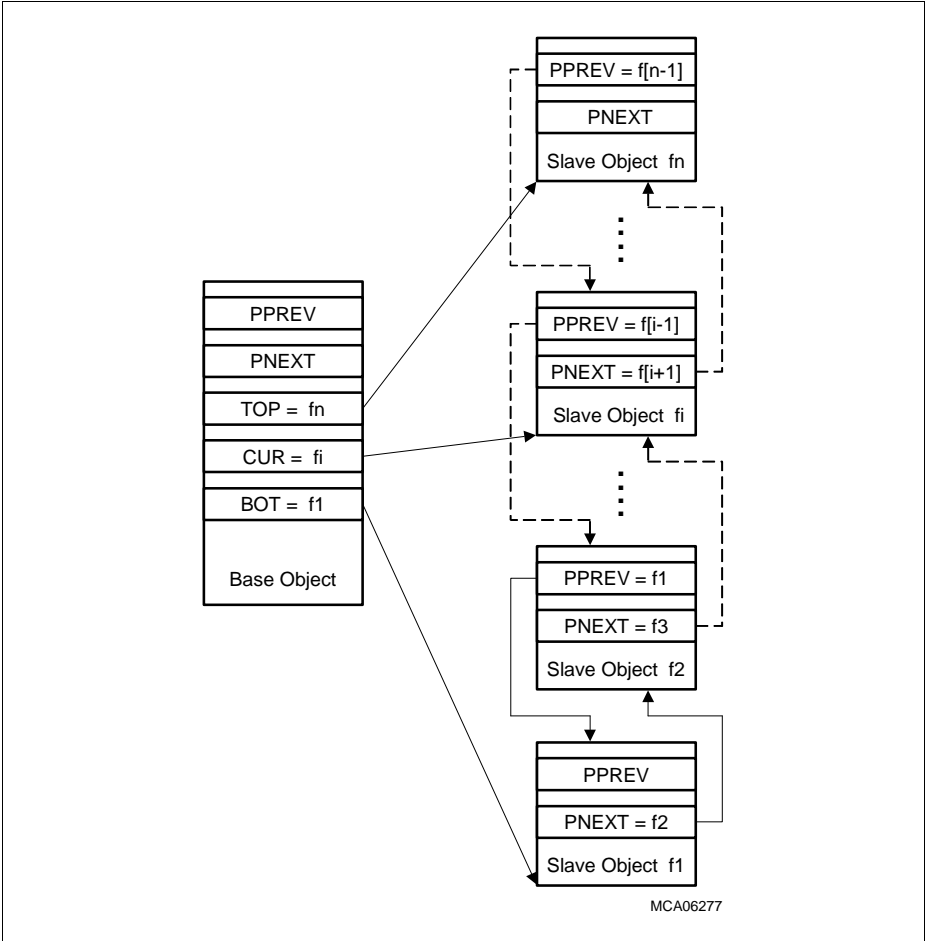 PPREV
PNEXT
TOP = fn
CUR = fi
BOT = f1
Base Object
PPREV = f[n-1]
PNEXT
Slave Object fn
PPREV = f[i-1]
PNEXT = f[i+1]
Slave Object fi
PPREV = f1
PNEXT = f3
Slave Object f2
PPREV
PNEXT = f2
Slave Object f1
MCA06277